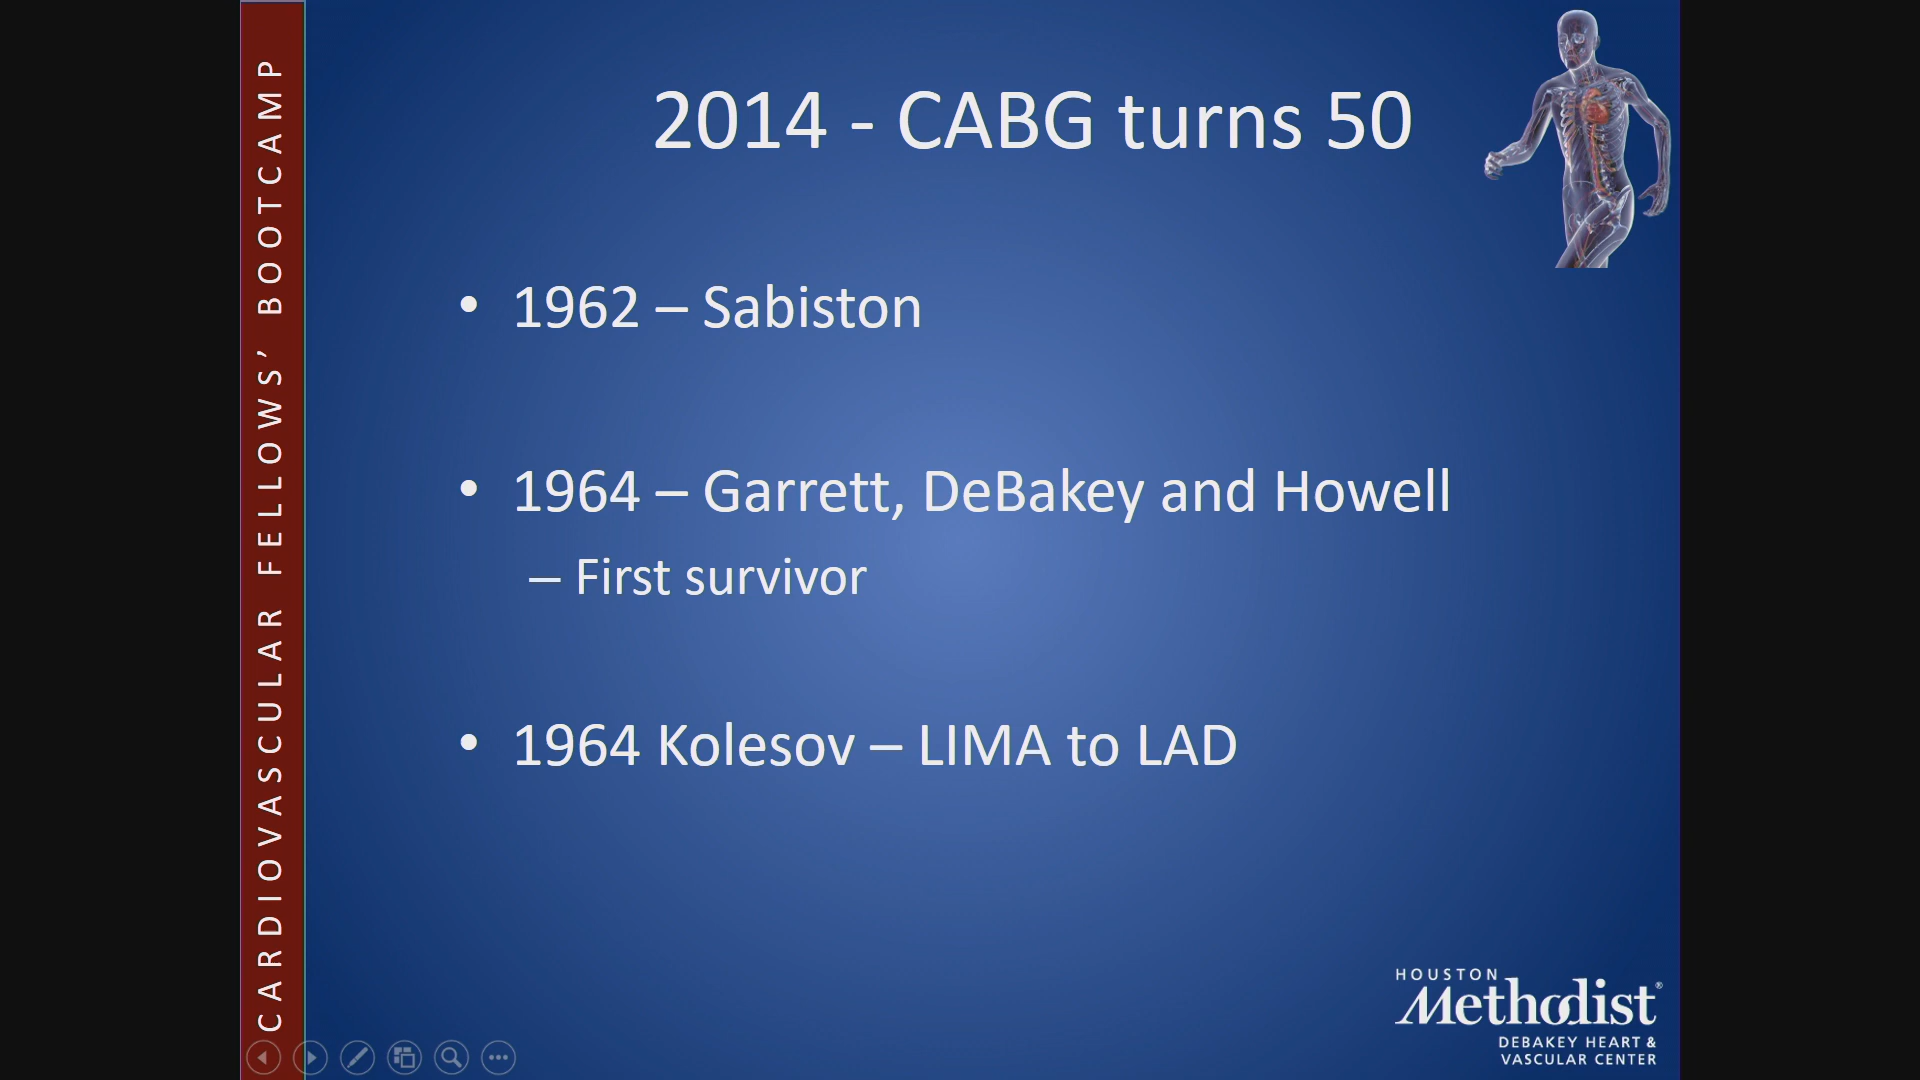 CARDIOVASCULAR FELLOWS’ BOOTCAMP
2014 - CABG turns 50
• 1962 – Sabiston
• 1964 – Garrett, DeBakey and Howell
– First survivor
• 1964 Kolesov – LIMA to LAD
HOUSTON
Methodist®
DEBAKEY HEART &
VASCULAR CENTER